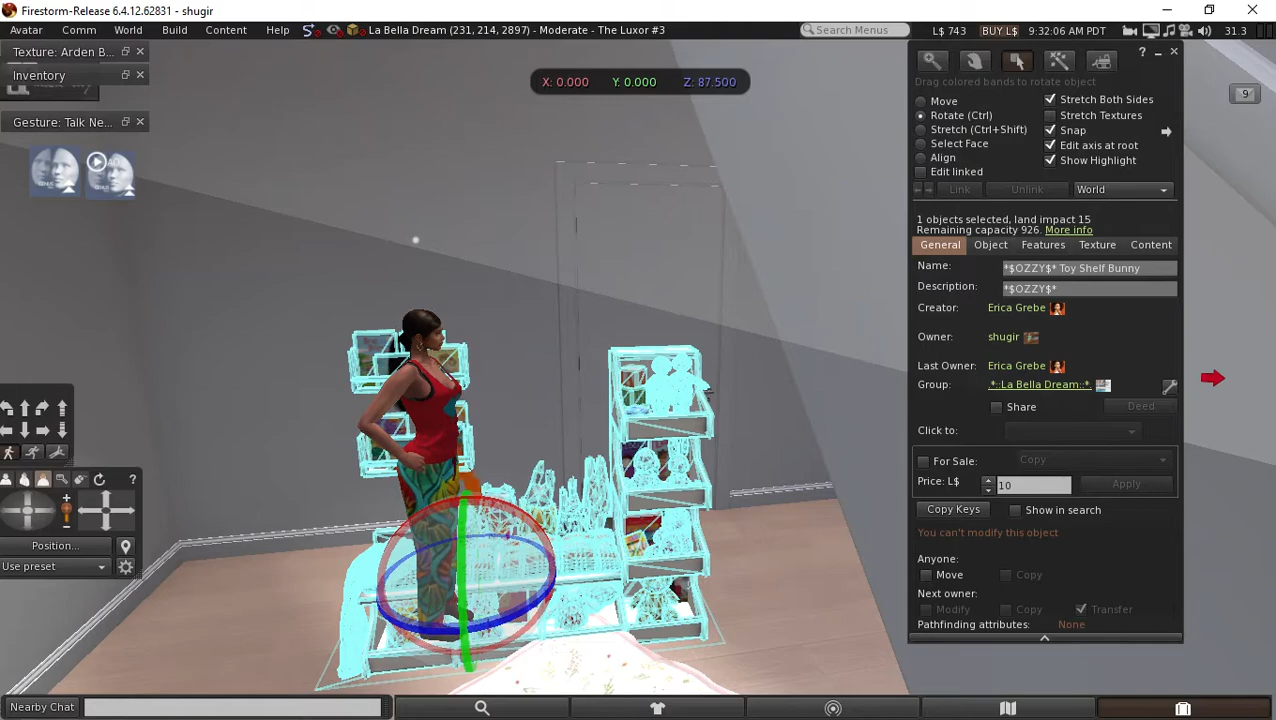 Firestorm-Release 6.4.12.62831 - shugir
Avatar Comm World Build Content Help La Bella Dream (231, 214, 2897) - Moderate - The Luxor #3 Search Menus L$ 743 BUY L$ 9:32:06 AM PDT 31.3
Texture: Arden B...
Inventory
Gesture: Talk Ne...
X: 0.000 Y: 0.000 Z: 87.500
9
Drag colored bands to rotate object
Move
Rotate (Ctrl)
Stretch (Ctrl+Shift)
Select Face
Align
Edit linked
Stretch Both Sides
Stretch Textures
Snap
Edit axis at root
Show Highlight
Link Unlink World
1 objects selected, land impact 15
Remaining capacity 926. More info
General Object Features Texture Content
Name: *$OZZY$* Toy Shelf Bunny
Description: *$OZZY$*
Creator: Erica Grebe
Owner: shugir
Last Owner: Erica Grebe
Group: .*::La Bella Dream::*.
Share Deed
Click to:
For Sale: Copy
Price: L$ 10 Apply
Copy Keys Show in search
You can't modify this object
Anyone:
Move Copy
Next owner:
Modify Copy Transfer
Pathfinding attributes: None
?
Position...
Use preset
Nearby Chat